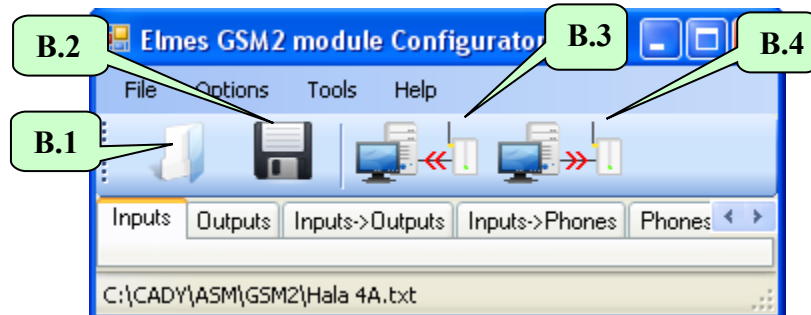 B.2
Elmes GSM2 module Configurator
B.3
B.4
File Options Tools Help
B.1
Inputs Outputs Inputs->Outputs Inputs->Phones Phones
C:\CADY\ASM\GSM2\Hala 4A.txt